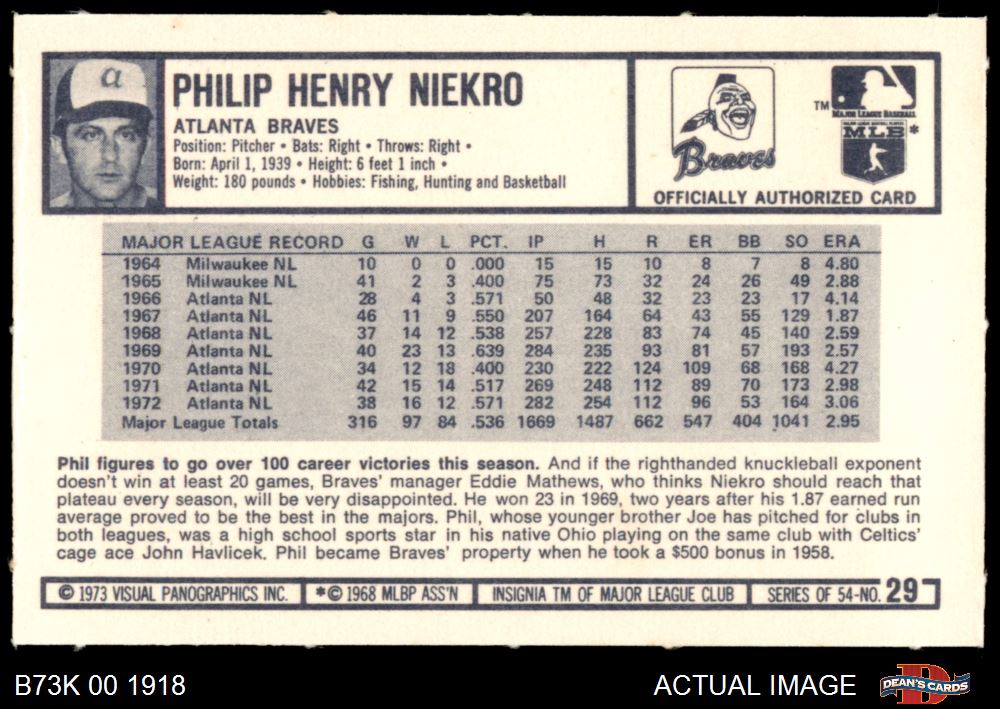 a
PHILIP HENRY NIEKRO
ATLANTA BRAVES
Position: Pitcher • Bats: Right • Throws: Right •
Born: April 1, 1939 • Height: 6 feet 1 inch •
Weight: 180 pounds • Hobbies: Fishing, Hunting and Basketball
Braves
TM
MAJOR LEAGUE BASEBALL
MAJOR LEAGUE BASEBALL PLAYERS
MLB*
OFFICIALLY AUTHORIZED CARD
MAJOR LEAGUE RECORD G W L PCT. IP H R ER BB SO ERA
1964 Milwaukee NL 10 0 0 .000 15 15 10 8 7 8 4.80
1965 Milwaukee NL 41 2 3 .400 75 73 32 24 26 49 2.88
1966 Atlanta NL 28 4 3 .571 50 48 32 23 23 17 4.14
1967 Atlanta NL 46 11 9 .550 207 164 64 43 55 129 1.87
1968 Atlanta NL 37 14 12 .538 257 228 83 74 45 140 2.59
1969 Atlanta NL 40 23 13 .639 284 235 93 81 57 193 2.57
1970 Atlanta NL 34 12 18 .400 230 222 124 109 68 168 4.27
1971 Atlanta NL 42 15 14 .517 269 248 112 89 70 173 2.98
1972 Atlanta NL 38 16 12 .571 282 254 112 96 53 164 3.06
Major League Totals 316 97 84 .536 1669 1487 662 547 404 1041 2.95
Phil figures to go over 100 career victories this season. And if the righthanded knuckleball exponent
doesn't win at least 20 games, Braves' manager Eddie Mathews, who thinks Niekro should reach that
plateau every season, will be very disappointed. He won 23 in 1969, two years after his 1.87 earned run
average proved to be the best in the majors. Phil, whose younger brother Joe has pitched for clubs in
both leagues, was a high school sports star in his native Ohio playing on the same club with Celtics'
cage ace John Havlicek. Phil became Braves' property when he took a $500 bonus in 1958.
© 1973 VISUAL PANOGRAPHICS INC. *© 1968 MLBP ASS'N INSIGNIA TM OF MAJOR LEAGUE CLUB SERIES OF 54-NO. 29
B73K 00 1918 ACTUAL IMAGE DEAN'S CARDS